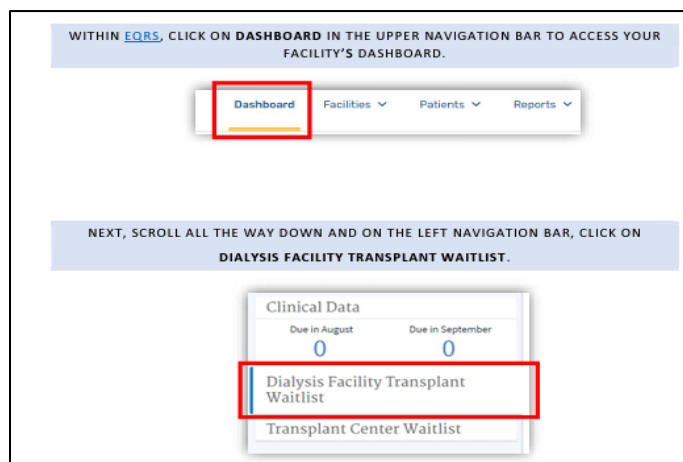 WITHIN EQRS, CLICK ON DASHBOARD IN THE UPPER NAVIGATION BAR TO ACCESS YOUR
FACILITY'S DASHBOARD.
Dashboard Facilities Patients Reports
NEXT, SCROLL ALL THE WAY DOWN AND ON THE LEFT NAVIGATION BAR, CLICK ON
DIALYSIS FACILITY TRANSPLANT WAITLIST.
Clinical Data
Due in August Due in September
0 0
Dialysis Facility Transplant
Waitlist
Transplant Center Waitlist